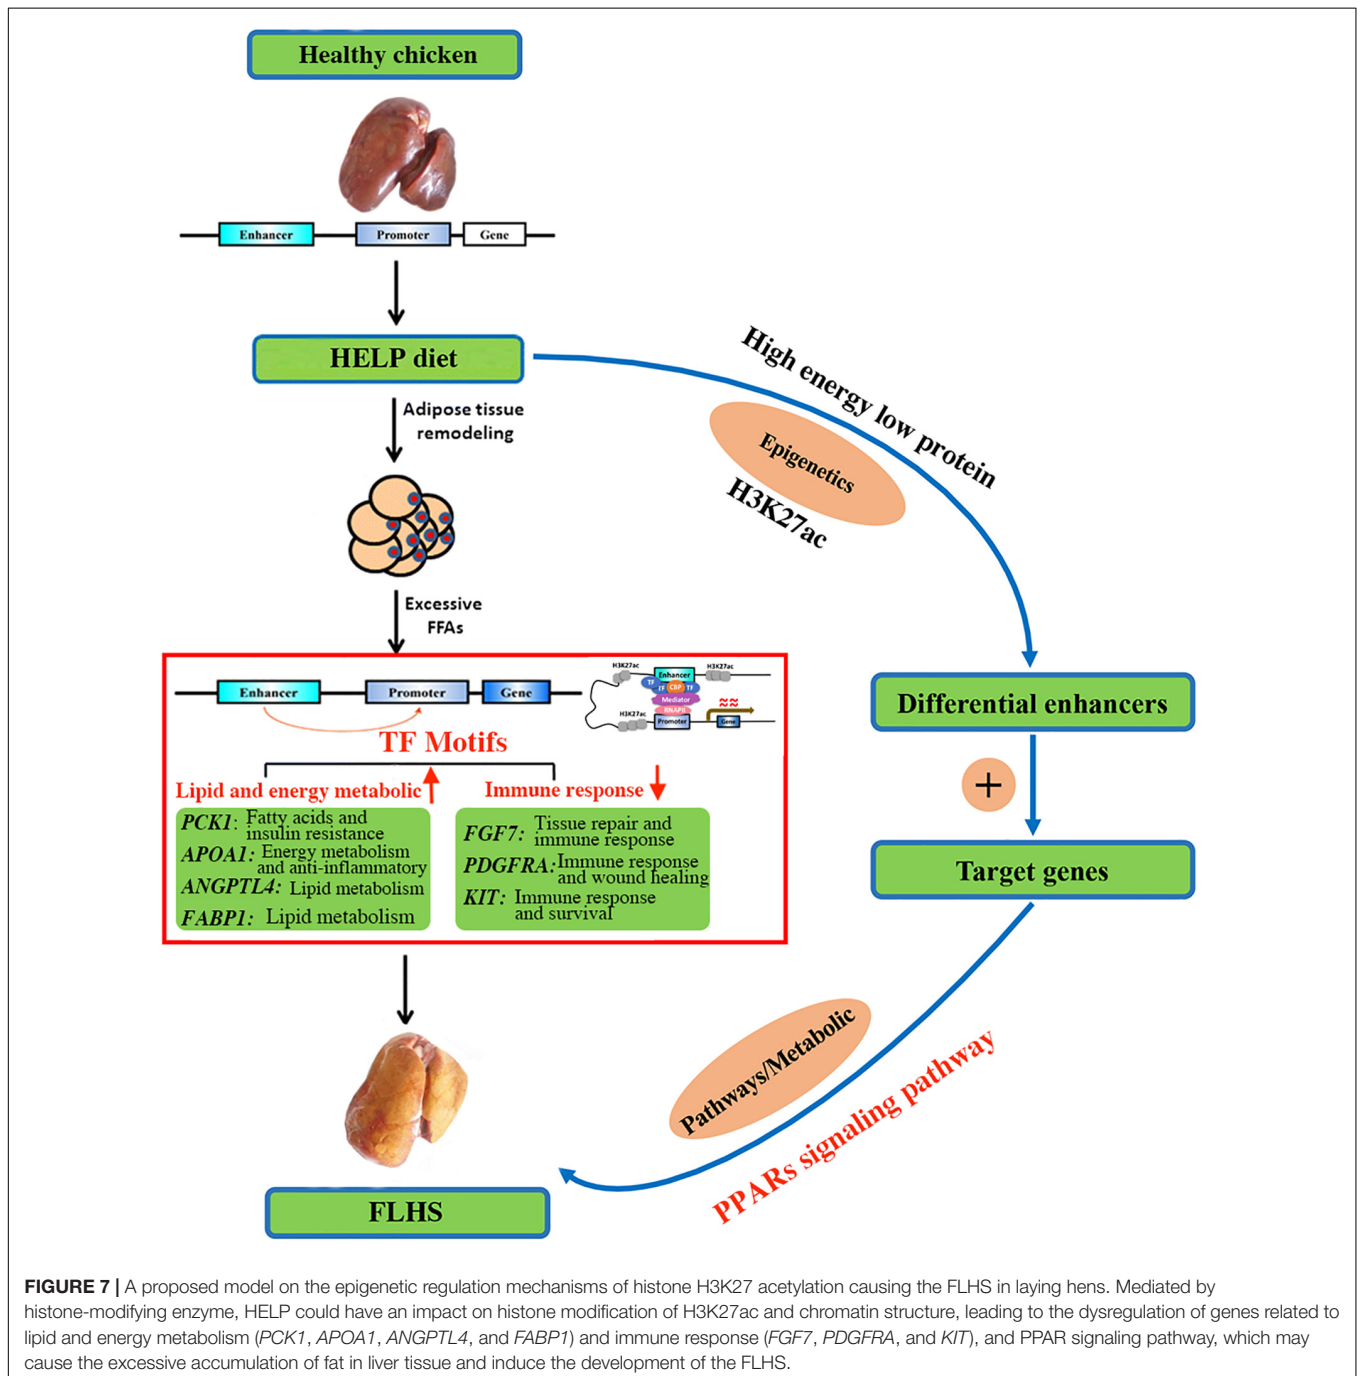 Healthy chicken
Enhancer
Promoter
Gene
HELP diet
Adipose tissue
remodeling
High energy low protein
Epigenetics
H3K27ac
Excessive
FFAs
Enhancer
Promoter
Gene
H3K27ac
Enhancer
H3K27ac
TF
TF
CBP
TF
Mediator
RNAPII
H3K27ac
Promoter
Gene
TF Motifs
Lipid and energy metabolic
PCK1: Fatty acids and
insulin resistance
APOA1: Energy metabolism
and anti-inflammatory
ANGPTL4: Lipid metabolism
FABP1: Lipid metabolism
Immune response
FGF7: Tissue repair and
immune response
PDGFRA: Immune response
and wound healing
KIT: Immune response
and survival
Differential enhancers
+
Target genes
Pathways/Metabolic
PPARs signaling pathway
FLHS
FIGURE 7 | A proposed model on the epigenetic regulation mechanisms of histone H3K27 acetylation causing the FLHS in laying hens. Mediated by
histone-modifying enzyme, HELP could have an impact on histone modification of H3K27ac and chromatin structure, leading to the dysregulation of genes related to
lipid and energy metabolism (PCK1, APOA1, ANGPTL4, and FABP1) and immune response (FGF7, PDGFRA, and KIT), and PPAR signaling pathway, which may
cause the excessive accumulation of fat in liver tissue and induce the development of the FLHS.